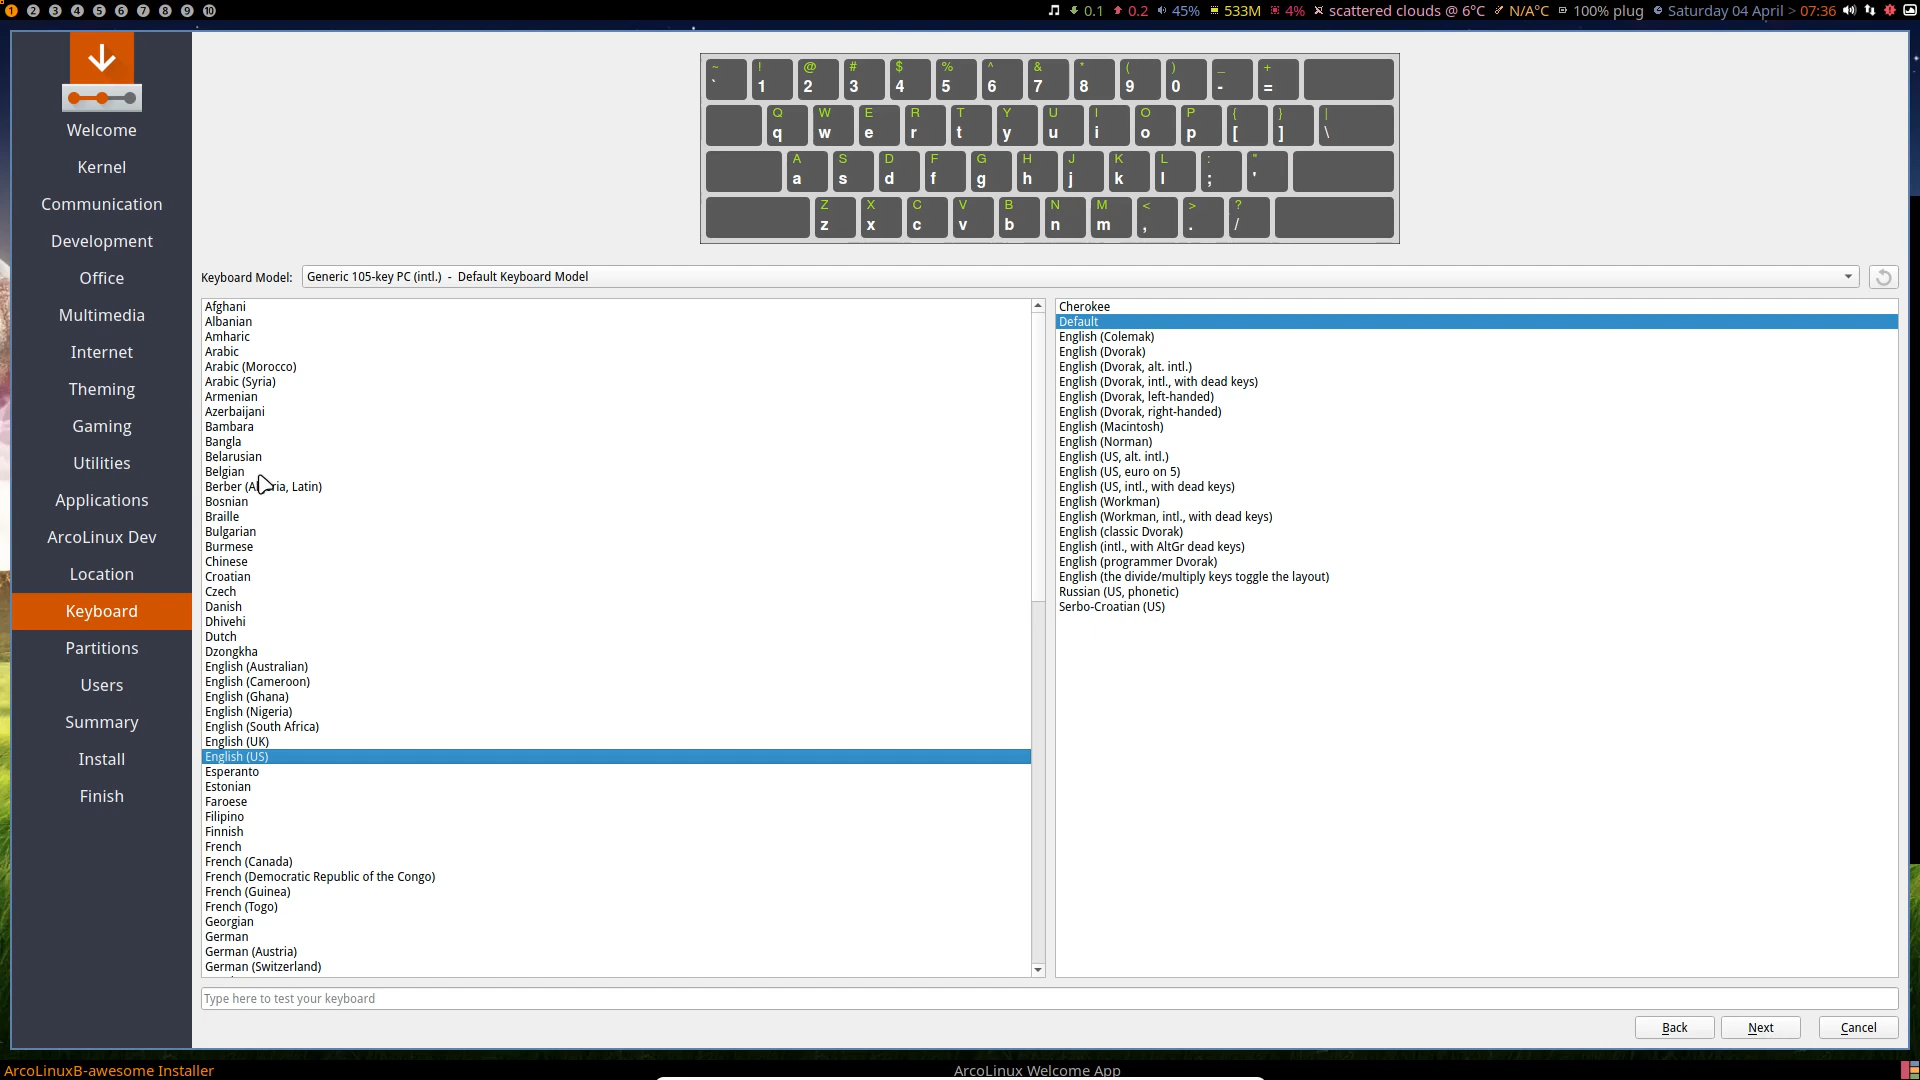 1 2 3 4 5 6 7 8 9 10 0.1 0.2 45% 533M 4% scattered clouds @ 6°C N/A°C 100% plug Saturday 04 April > 07:36
Welcome
Kernel
Communication
Development
Office
Multimedia
Internet
Theming
Gaming
Utilities
Applications
ArcoLinux Dev
Location
Keyboard
Partitions
Users
Summary
Install
Finish
~ ! @ # $ % ^ & * ( ) _ +
` 1 2 3 4 5 6 7 8 9 0 - =
Q W E R T Y U I O P { } |
q w e r t y u i o p [ ] \
A S D F G H J K L : "
a s d f g h j k l ; '
Z X C V B N M < > ?
z x c v b n m , . /
Keyboard Model: Generic 105-key PC (intl.) - Default Keyboard Model
Afghani
Albanian
Amharic
Arabic
Arabic (Morocco)
Arabic (Syria)
Armenian
Azerbaijani
Bambara
Bangla
Belarusian
Belgian
Berber (A ria, Latin)
Bosnian
Braille
Bulgarian
Burmese
Chinese
Croatian
Czech
Danish
Dhivehi
Dutch
Dzongkha
English (Australian)
English (Cameroon)
English (Ghana)
English (Nigeria)
English (South Africa)
English (UK)
English (US)
Esperanto
Estonian
Faroese
Filipino
Finnish
French
French (Canada)
French (Democratic Republic of the Congo)
French (Guinea)
French (Togo)
Georgian
German
German (Austria)
German (Switzerland)
Cherokee
Default
English (Colemak)
English (Dvorak)
English (Dvorak, alt. intl.)
English (Dvorak, intl., with dead keys)
English (Dvorak, left-handed)
English (Dvorak, right-handed)
English (Macintosh)
English (Norman)
English (US, alt. intl.)
English (US, euro on 5)
English (US, intl., with dead keys)
English (Workman)
English (Workman, intl., with dead keys)
English (classic Dvorak)
English (intl., with AltGr dead keys)
English (programmer Dvorak)
English (the divide/multiply keys toggle the layout)
Russian (US, phonetic)
Serbo-Croatian (US)
Type here to test your keyboard
Back Next Cancel
ArcoLinuxB-awesome Installer ArcoLinux Welcome App